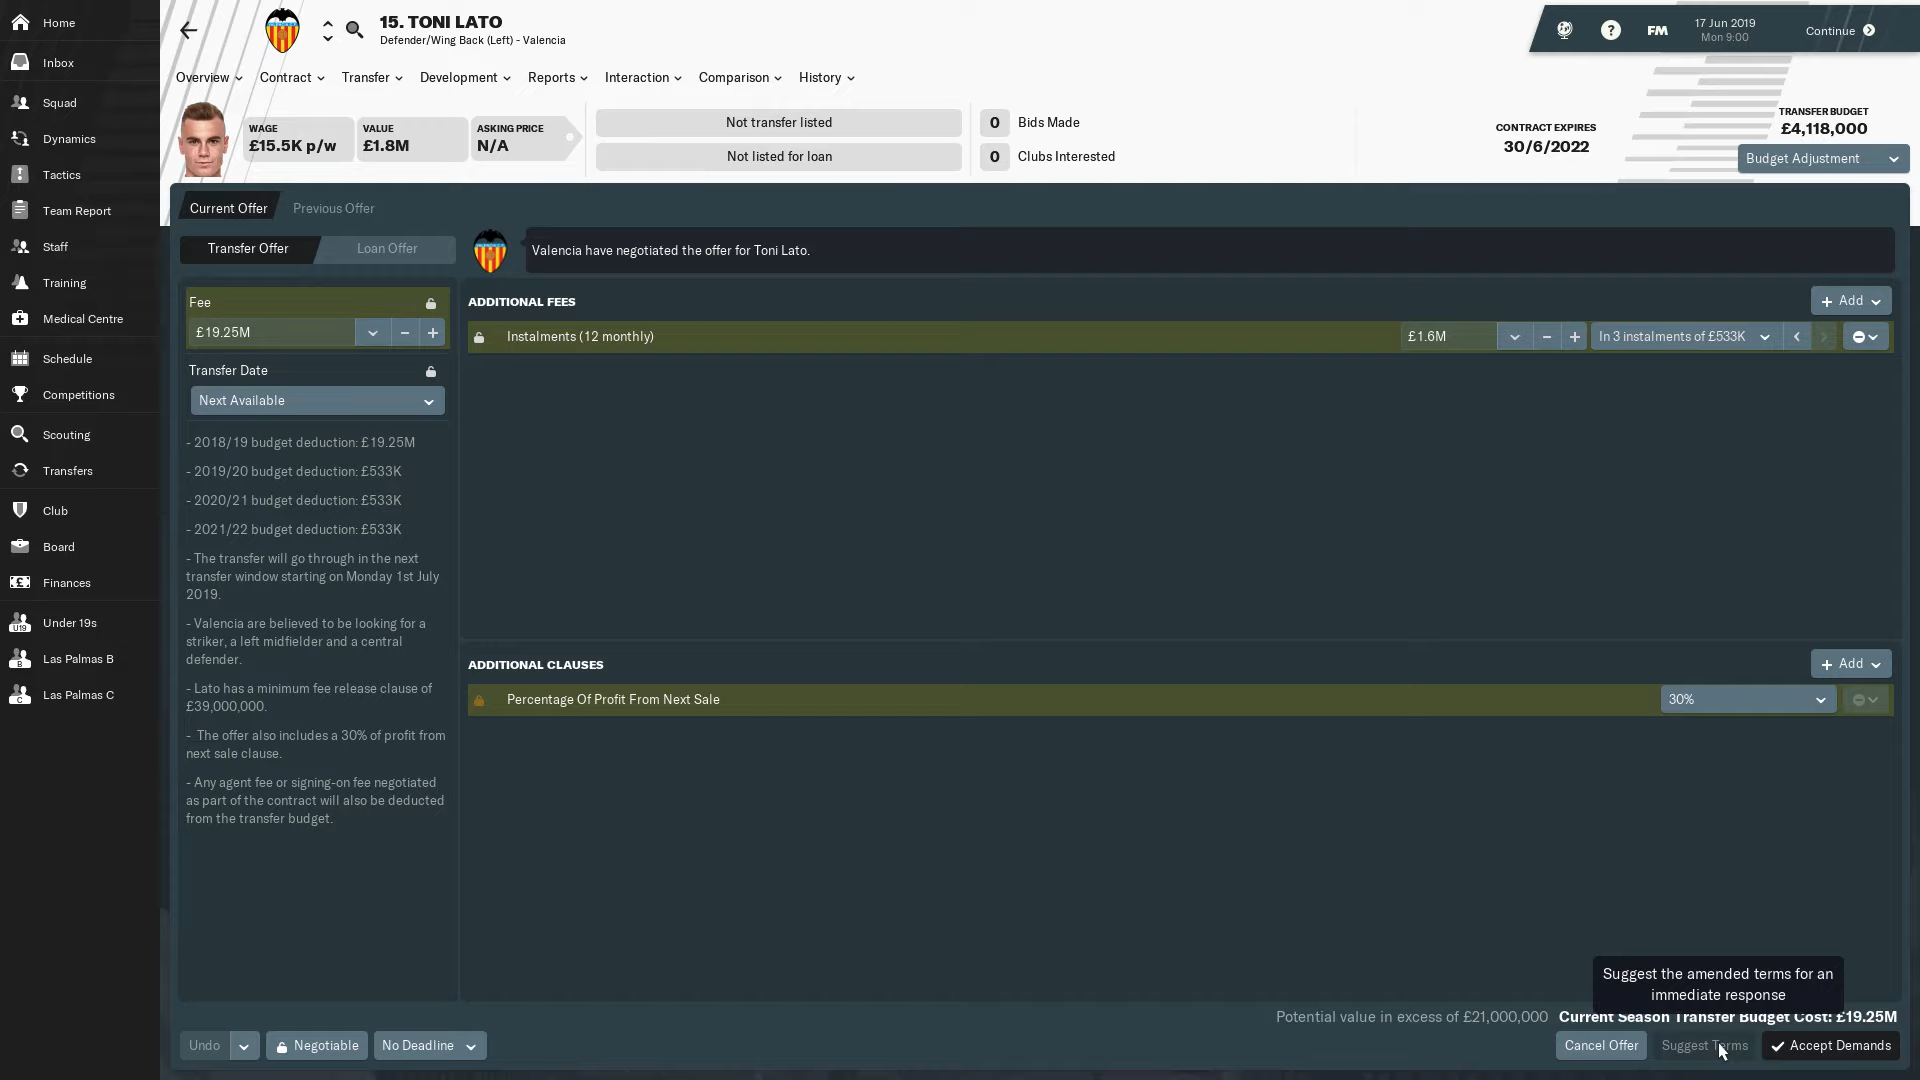 Home
Inbox
Squad
Dynamics
Tactics
Team Report
Staff
Training
Medical Centre
Schedule
Competitions
Scouting
Transfers
Club
Board
Finances
U19
Under 19s
B
Las Palmas B
C
Las Palmas C
15. TONI LATO
Defender/Wing Back (Left) - Valencia
?
FM
17 Jun 2019
Mon 9:00
Continue
Overview
Contract
Transfer
Development
Reports
Interaction
Comparison
History
WAGE
£15.5K p/w
VALUE
£1.8M
ASKING PRICE
N/A
Not transfer listed
Not listed for loan
0 Bids Made
0 Clubs Interested
CONTRACT EXPIRES
30/6/2022
TRANSFER BUDGET
£4,118,000
Budget Adjustment
Current Offer
Previous Offer
Transfer Offer
Loan Offer
Valencia have negotiated the offer for Toni Lato.
Fee
£19.25M
Transfer Date
Next Available
- 2018/19 budget deduction: £19.25M
- 2019/20 budget deduction: £533K
- 2020/21 budget deduction: £533K
- 2021/22 budget deduction: £533K
- The transfer will go through in the next
transfer window starting on Monday 1st July
2019.
- Valencia are believed to be looking for a
striker, a left midfielder and a central
defender.
- Lato has a minimum fee release clause of
£39,000,000.
- The offer also includes a 30% of profit from
next sale clause.
- Any agent fee or signing-on fee negotiated
as part of the contract will also be deducted
from the transfer budget.
ADDITIONAL FEES
+ Add
Instalments (12 monthly)
£1.6M
In 3 instalments of £533K
ADDITIONAL CLAUSES
+ Add
Percentage Of Profit From Next Sale
30%
Suggest the amended terms for an
immediate response
Potential value in excess of £21,000,000
Current Season Transfer Budget Cost: £19.25M
Undo
Negotiable
No Deadline
Cancel Offer
Suggest Terms
Accept Demands